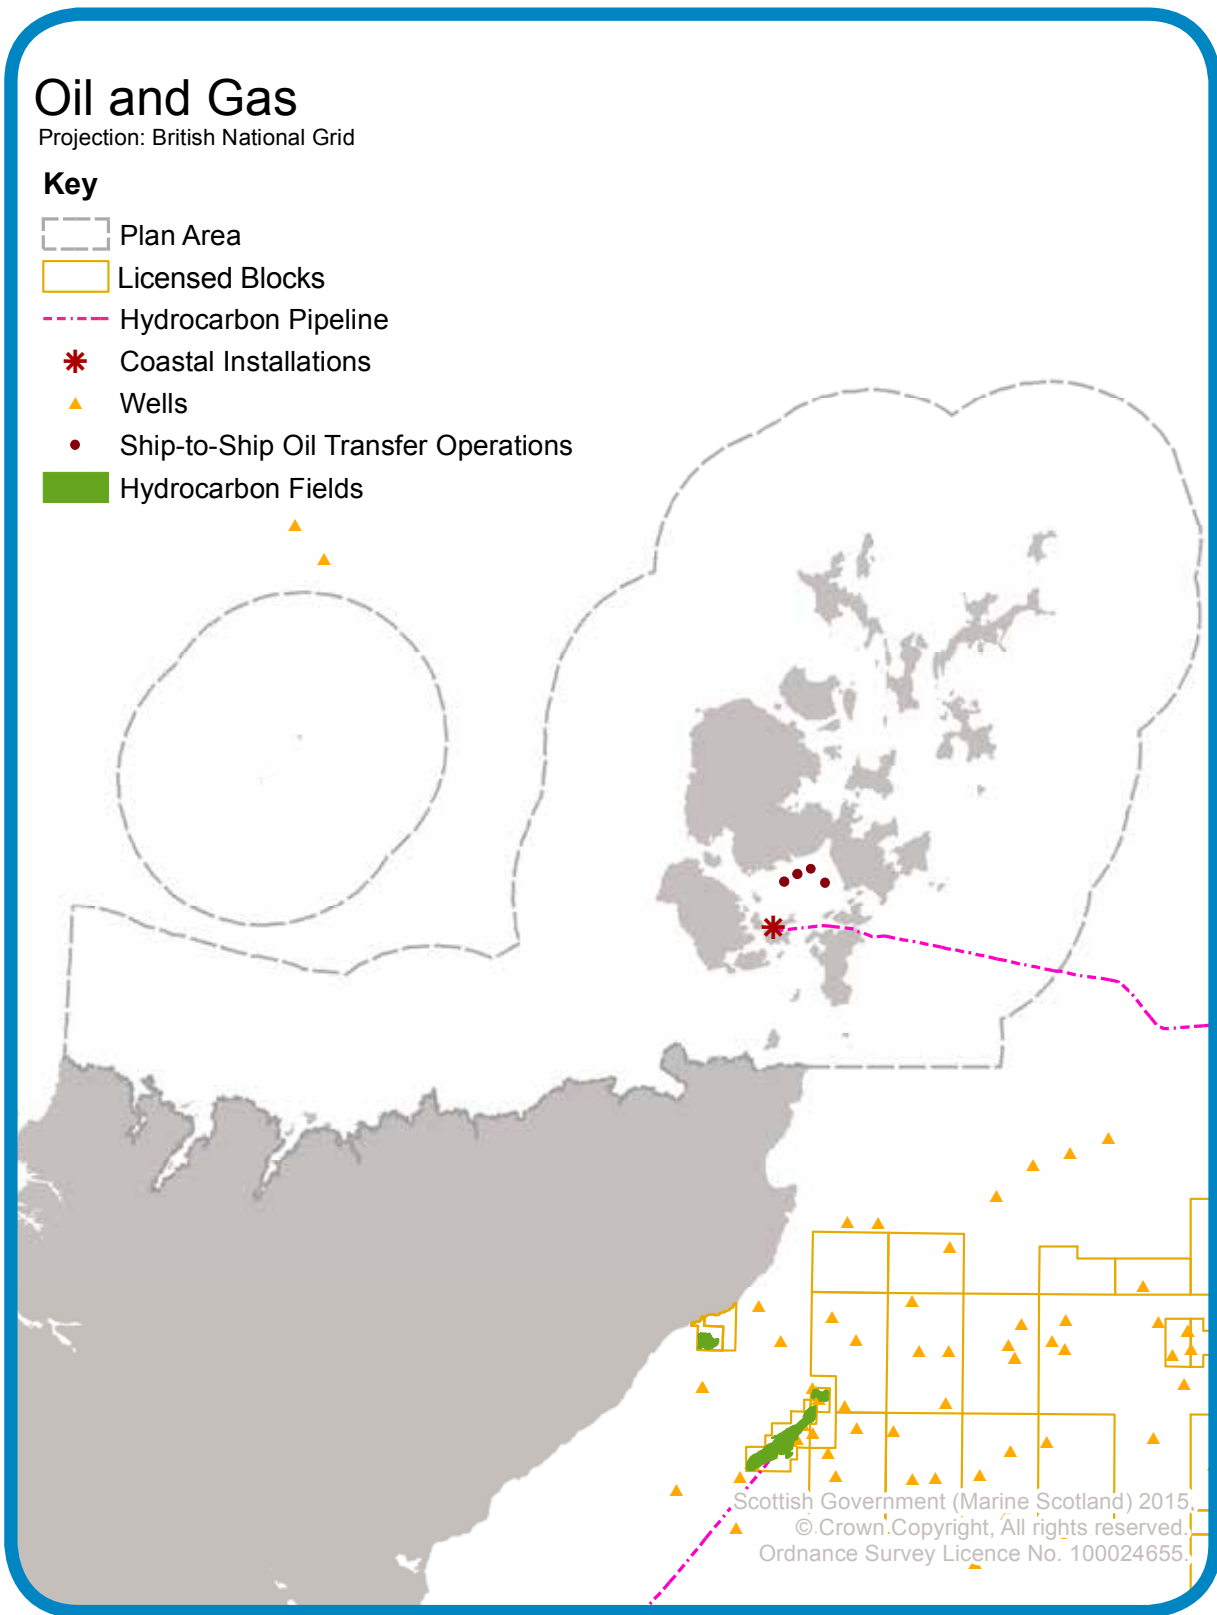 Oil and Gas
Projection: British National Grid
Key
Plan Area
Licensed Blocks
Hydrocarbon Pipeline
Coastal Installations
Wells
Ship-to-Ship Oil Transfer Operations
Hydrocarbon Fields
Scottish Government (Marine Scotland) 2015.
© Crown Copyright, All rights reserved.
Ordnance Survey Licence No. 100024655.